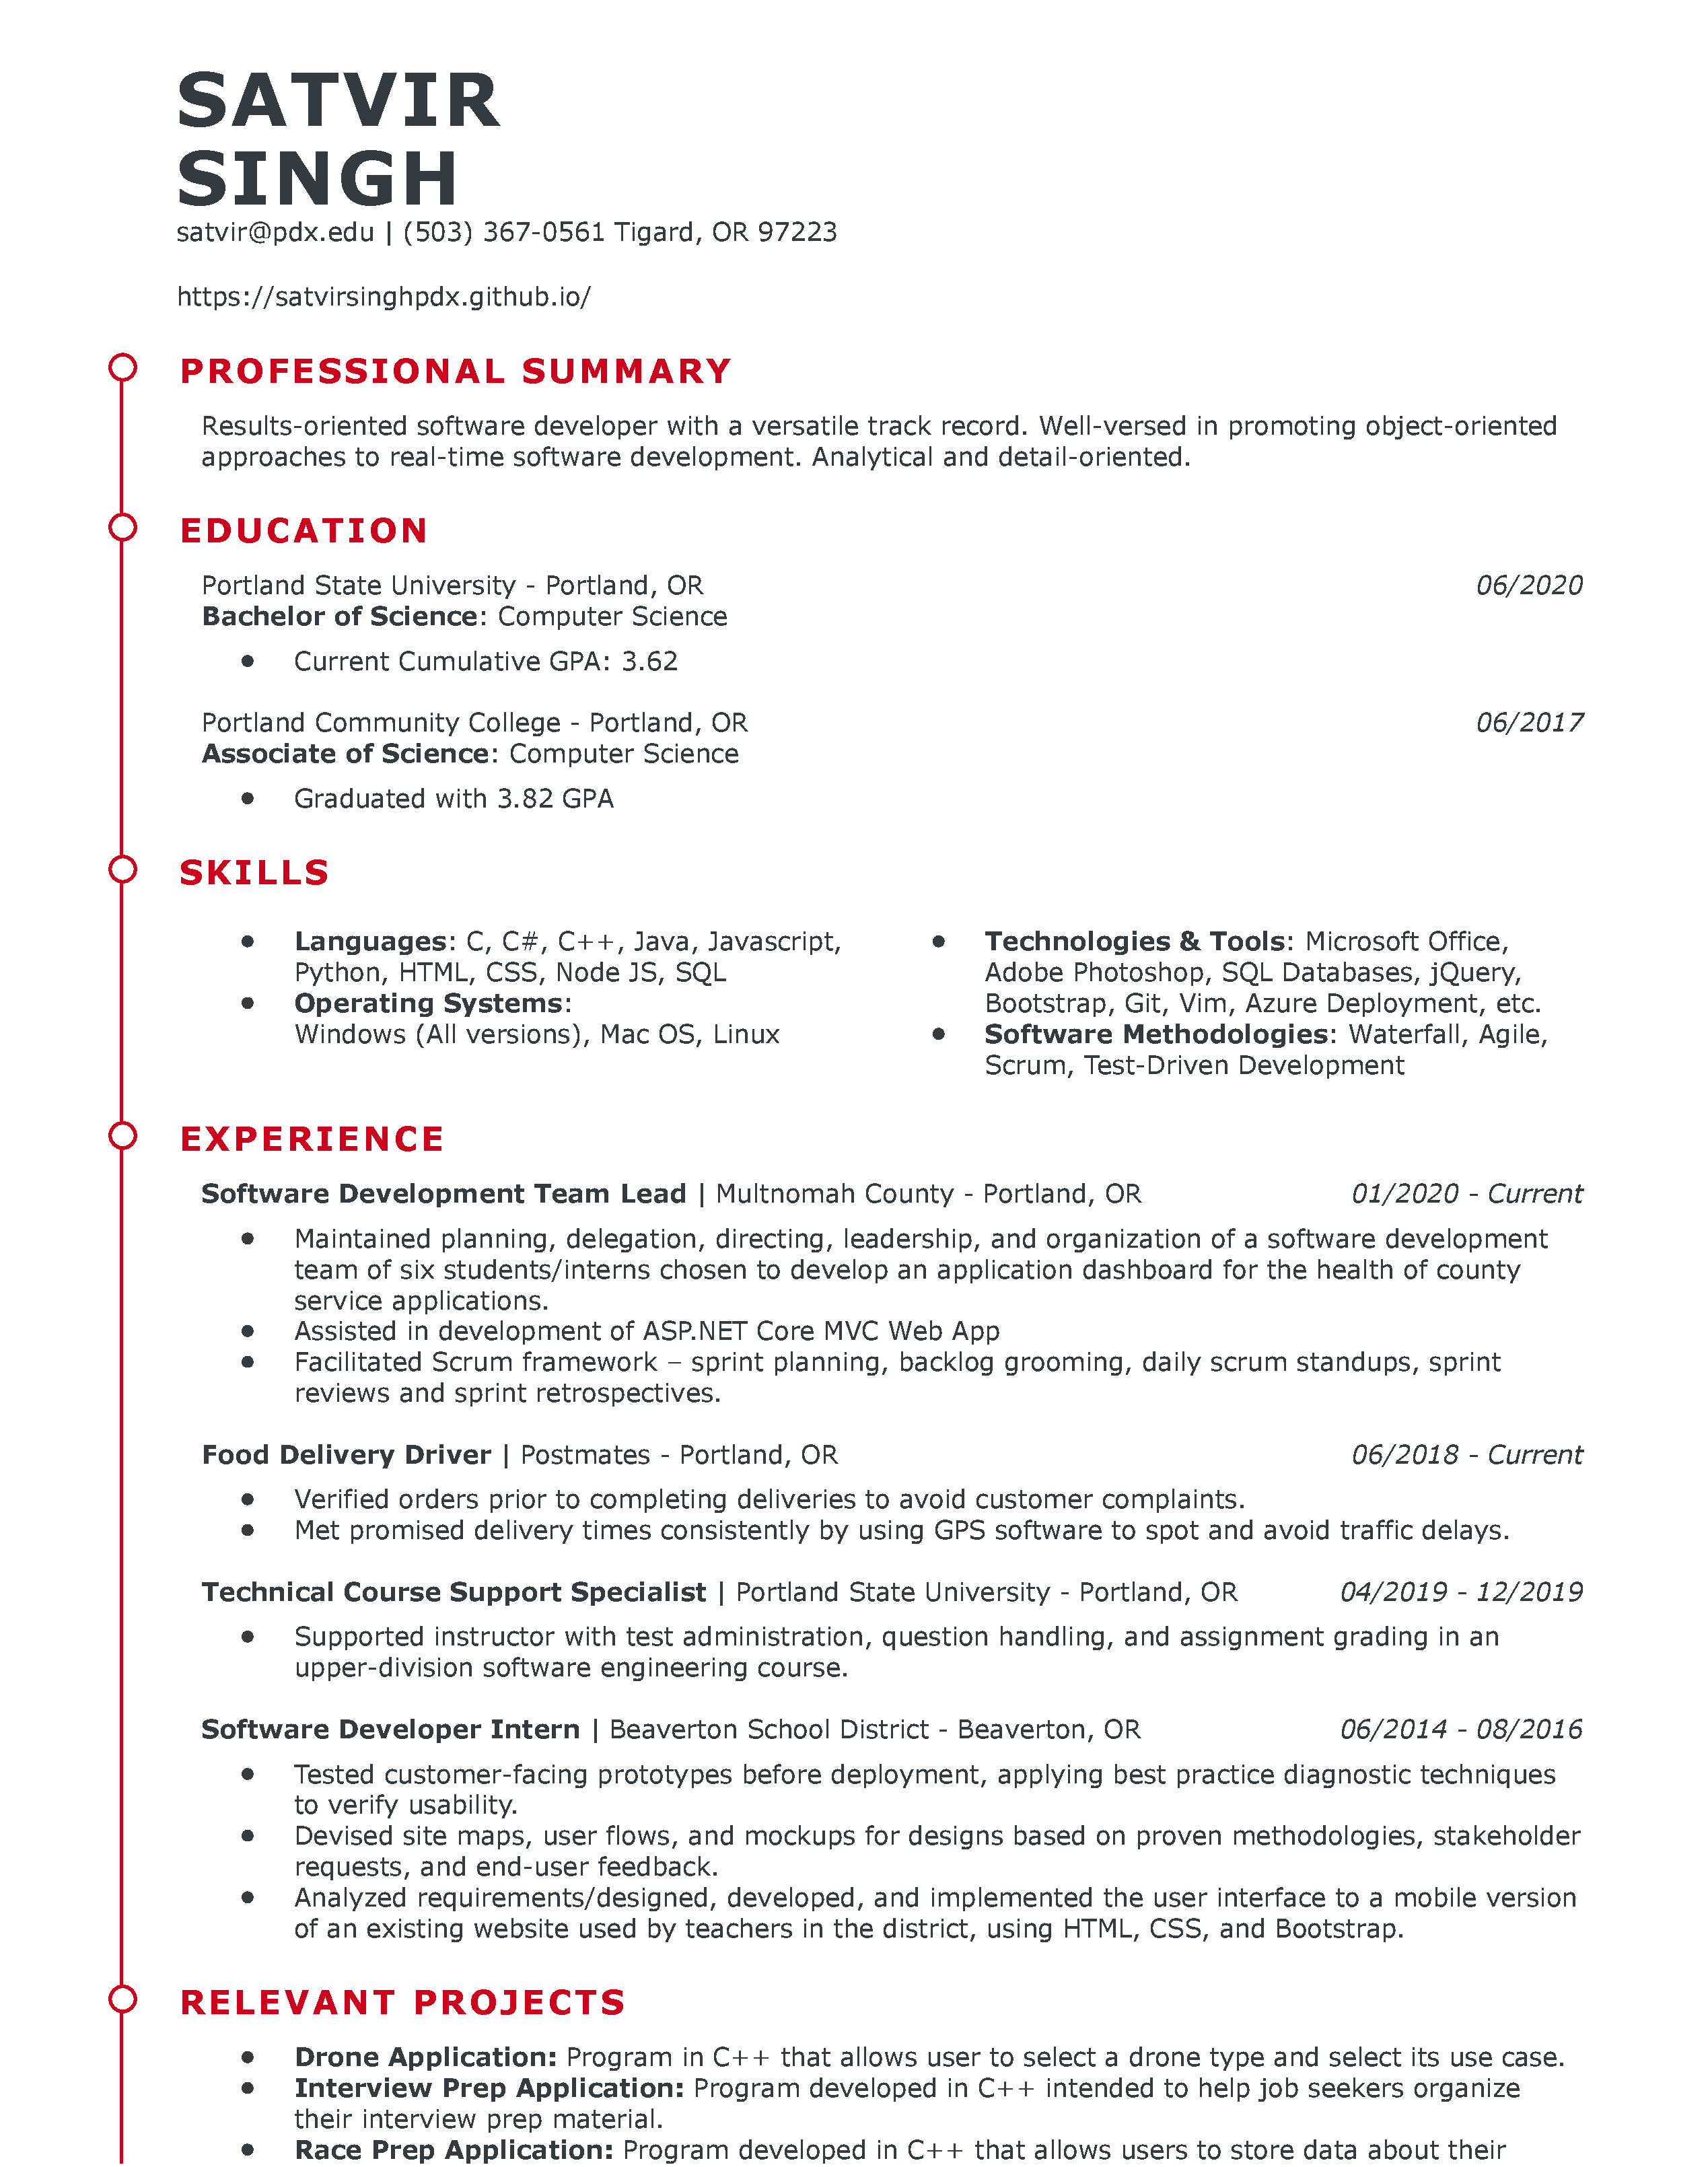 SATVIR
SINGH
satvir@pdx.edu | (503) 367-0561 Tigard, OR 97223
https://satvirsinghpdx.github.io/
PROFESSIONAL SUMMARY
Results-oriented software developer with a versatile track record. Well-versed in promoting object-oriented
approaches to real-time software development. Analytical and detail-oriented.
EDUCATION
Portland State University - Portland, OR 06/2020
Bachelor of Science: Computer Science
• Current Cumulative GPA: 3.62
Portland Community College - Portland, OR 06/2017
Associate of Science: Computer Science
• Graduated with 3.82 GPA
SKILLS
• Languages: C, C#, C++, Java, Javascript,
Python, HTML, CSS, Node JS, SQL
• Operating Systems:
Windows (All versions), Mac OS, Linux
• Technologies & Tools: Microsoft Office,
Adobe Photoshop, SQL Databases, jQuery,
Bootstrap, Git, Vim, Azure Deployment, etc.
• Software Methodologies: Waterfall, Agile,
Scrum, Test-Driven Development
EXPERIENCE
Software Development Team Lead | Multnomah County - Portland, OR 01/2020 - Current
• Maintained planning, delegation, directing, leadership, and organization of a software development
team of six students/interns chosen to develop an application dashboard for the health of county
service applications.
• Assisted in development of ASP.NET Core MVC Web App
• Facilitated Scrum framework – sprint planning, backlog grooming, daily scrum standups, sprint
reviews and sprint retrospectives.
Food Delivery Driver | Postmates - Portland, OR 06/2018 - Current
• Verified orders prior to completing deliveries to avoid customer complaints.
• Met promised delivery times consistently by using GPS software to spot and avoid traffic delays.
Technical Course Support Specialist | Portland State University - Portland, OR 04/2019 - 12/2019
• Supported instructor with test administration, question handling, and assignment grading in an
upper-division software engineering course.
Software Developer Intern | Beaverton School District - Beaverton, OR 06/2014 - 08/2016
• Tested customer-facing prototypes before deployment, applying best practice diagnostic techniques
to verify usability.
• Devised site maps, user flows, and mockups for designs based on proven methodologies, stakeholder
requests, and end-user feedback.
• Analyzed requirements/designed, developed, and implemented the user interface to a mobile version
of an existing website used by teachers in the district, using HTML, CSS, and Bootstrap.
RELEVANT PROJECTS
• Drone Application: Program in C++ that allows user to select a drone type and select its use case.
• Interview Prep Application: Program developed in C++ intended to help job seekers organize
their interview prep material.
• Race Prep Application: Program developed in C++ that allows users to store data about their